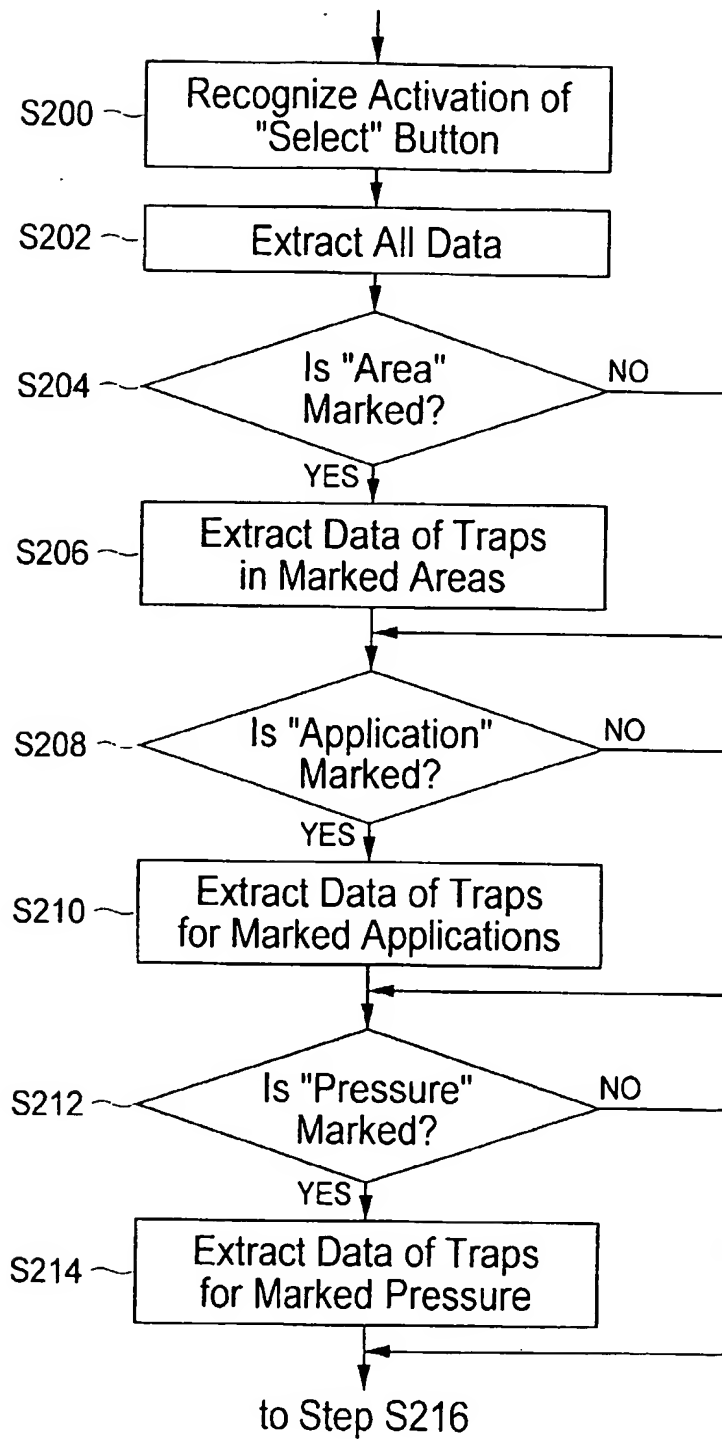 S200
Recognize Activation of
"Select" Button
S202
Extract All Data
S204
Is "Area"
Marked?
NO
YES
S206
Extract Data of Traps
in Marked Areas
S208
Is "Application"
Marked?
NO
YES
S210
Extract Data of Traps
for Marked Applications
S212
Is "Pressure"
Marked?
NO
YES
S214
Extract Data of Traps
for Marked Pressure
to Step S216